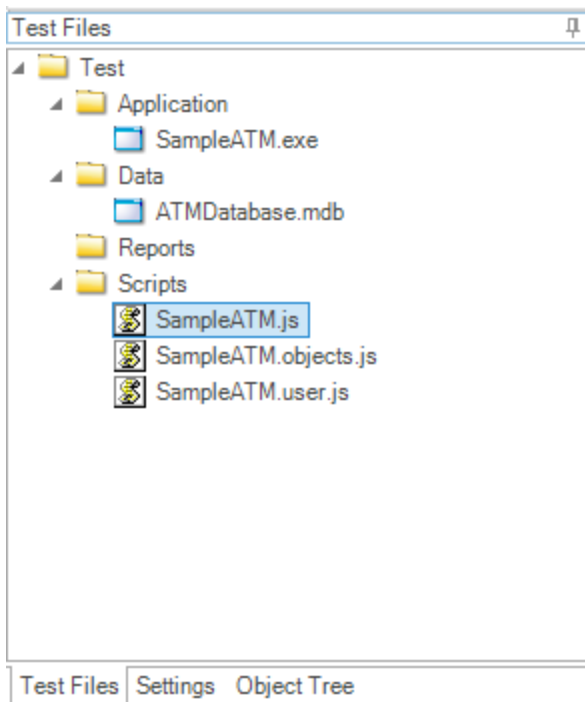 Test Files
Test
Application
SampleATM.exe
Data
ATMDatabase.mdb
Reports
Scripts
SampleATM.js
SampleATM.objects.js
SampleATM.user.js
Test Files Settings Object Tree